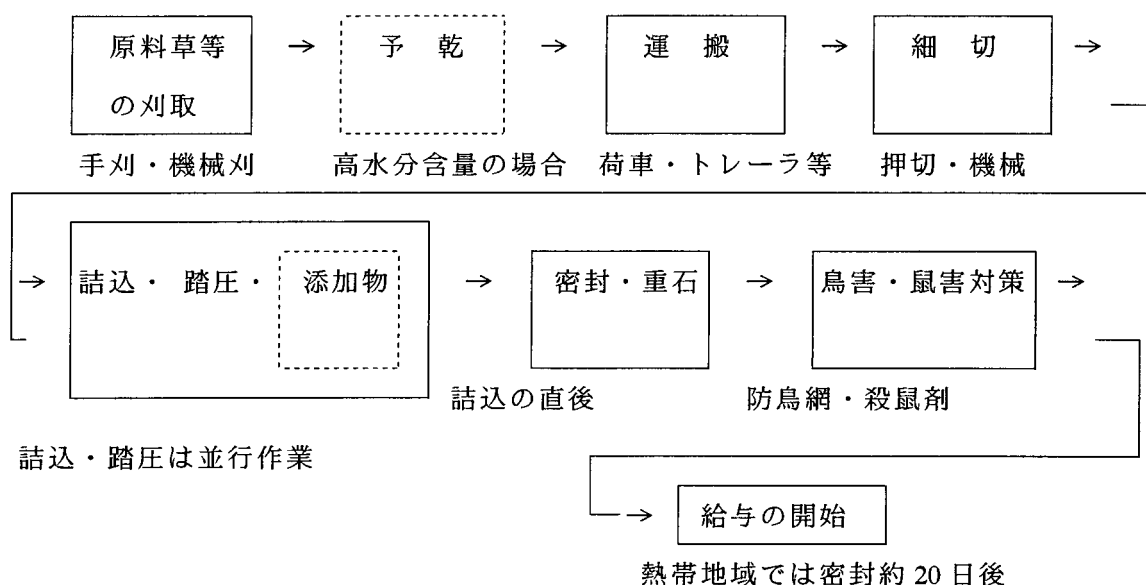 原料草等
の刈取
→ 予 乾 → 運 搬 → 細 切 →
手刈・機械刈 高水分含量の場合 荷車・トレーラ等 押切・機械
→ 詰込・ 踏圧・ 添加物 → 密封・重石 → 鳥害・鼠害対策 →
詰込の直後 防鳥網・殺鼠剤
詰込・踏圧は並行作業
→ 給与の開始
熱帯地域では密封約 20 日後